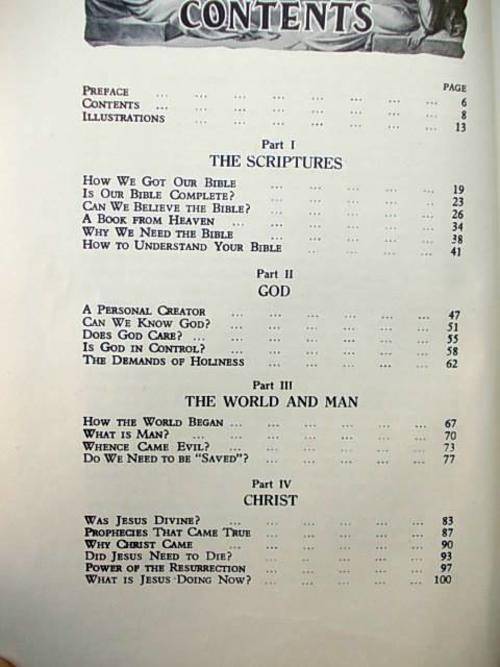 CONTENTS
PAGE
PREFACE ... ... ... ... ... ... ... ... 6
CONTENTS ... ... ... ... ... ... ... ... 8
ILLUSTRATIONS ... ... ... ... ... ... ... 13
Part I
THE SCRIPTURES
HOW WE GOT OUR BIBLE ... ... ... ... ... 19
IS OUR BIBLE COMPLETE? ... ... ... ... ... 23
CAN WE BELIEVE THE BIBLE? ... ... ... ... ... 26
A BOOK FROM HEAVEN ... ... ... ... ... ... 34
WHY WE NEED THE BIBLE ... ... ... ... ... 38
HOW TO UNDERSTAND YOUR BIBLE ... ... ... ... 41
Part II
GOD
A PERSONAL CREATOR ... ... ... ... ... ... 47
CAN WE KNOW GOD? ... ... ... ... ... ... 51
DOES GOD CARE? ... ... ... ... ... ... ... 55
IS GOD IN CONTROL? ... ... ... ... ... ... 58
THE DEMANDS OF HOLINESS ... ... ... ... ... ... 62
Part III
THE WORLD AND MAN
HOW THE WORLD BEGAN ... ... ... ... ... ... 67
WHAT IS MAN? ... ... ... ... ... ... ... 70
WHENCE CAME EVIL? ... ... ... ... ... ... 73
DO WE NEED TO BE "SAVED"? ... ... ... ... ... 77
Part IV
CHRIST
WAS JESUS DIVINE? ... ... ... ... ... ... 83
PROPHECIES THAT CAME TRUE ... ... ... ... ... 87
WHY CHRIST CAME ... ... ... ... ... ... 90
DID JESUS NEED TO DIE? ... ... ... ... ... 93
POWER OF THE RESURRECTION ... ... ... ... ... 97
WHAT IS JESUS DOING NOW? ... ... ... ... ... 100